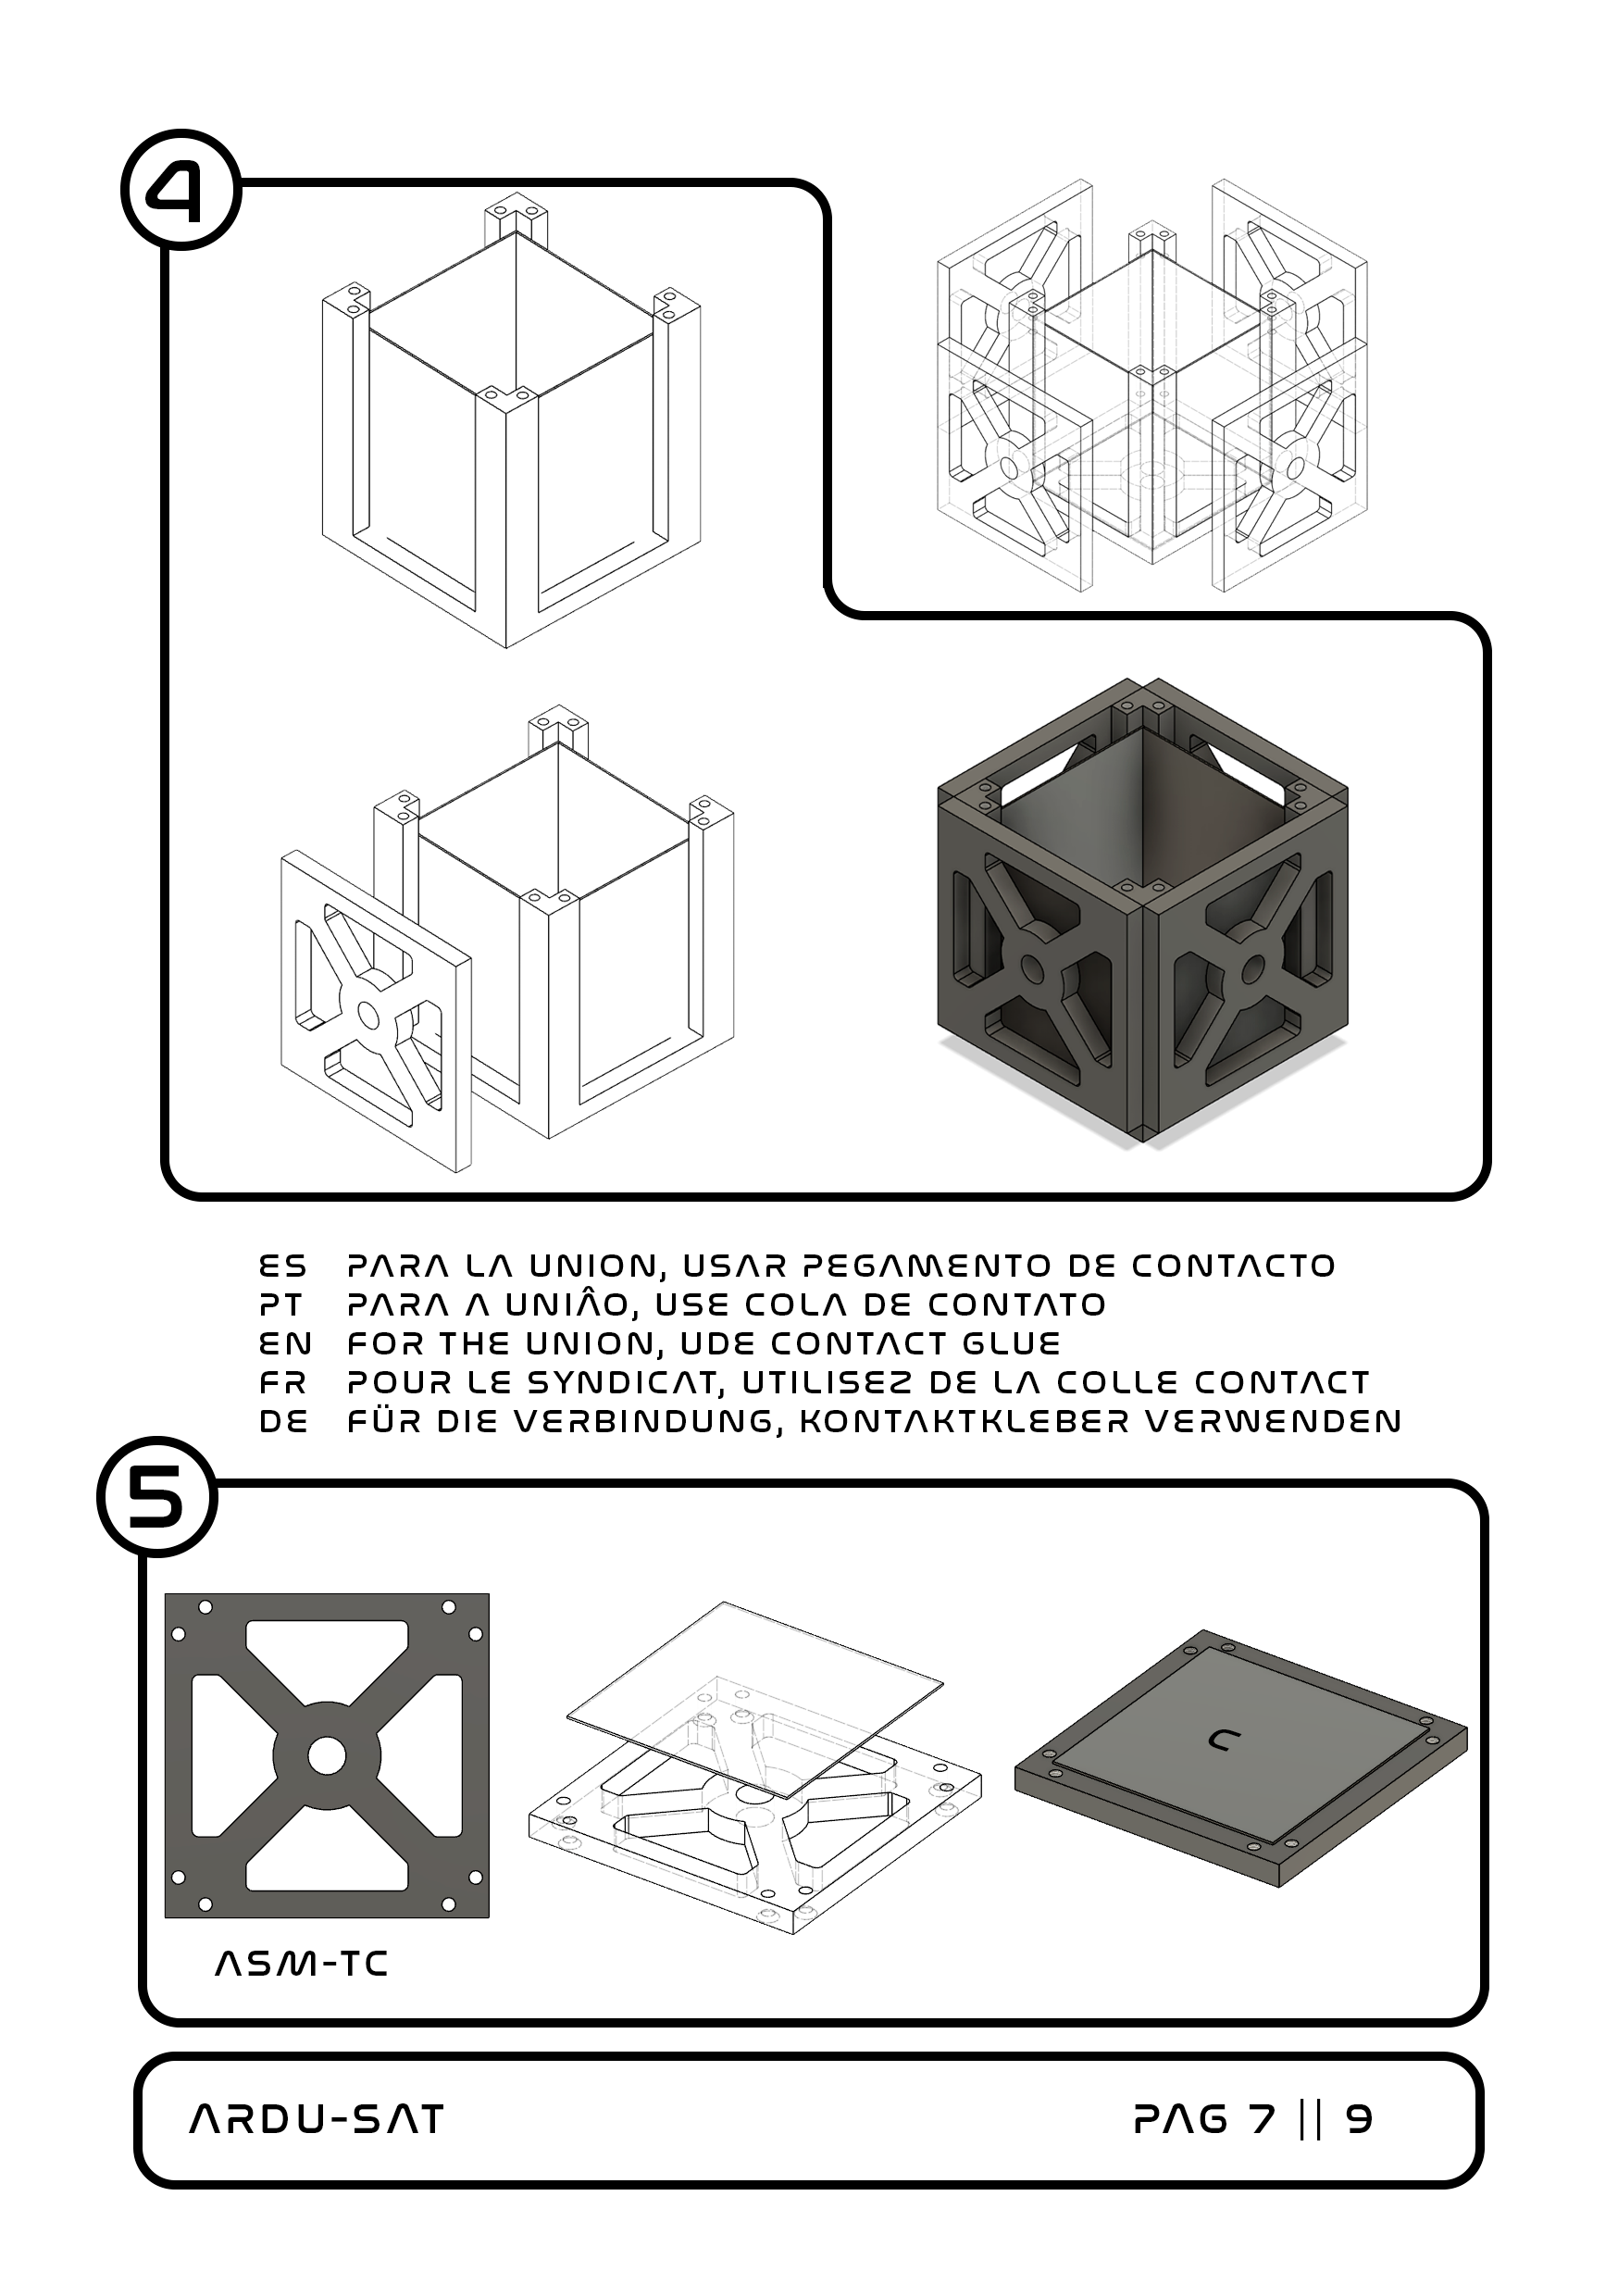 4
ES PARA LA UNION, USAR PEGAMENTO DE CONTACTO
PT PARA A UNIÂO, USE COLA DE CONTATO
EN FOR THE UNION, UDE CONTACT GLUE
FR POUR LE SYNDICAT, UTILISEZ DE LA COLLE CONTACT
DE FÜR DIE VERBINDUNG, KONTAKTKLEBER VERWENDEN
5
C
ASM-TC
ARDU-SAT
PAG 7 || 9